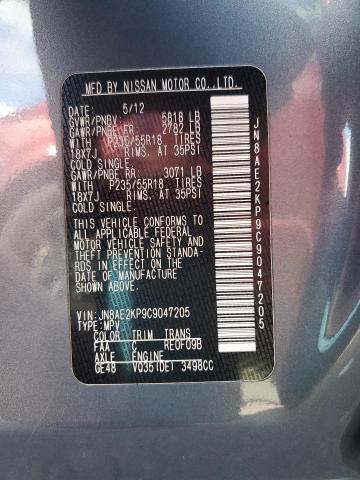 MFD BY NISSAN MOTOR CO.,LTD.
5/12
GVWR/PNBV: 5818 LB
GAWR/PNBE FR: 2782 LB
WITH P235/55R18 TIRES
18X7J RIMS, AT 35PSI
COLD SINGLE.
GAWR/PNBE RR: 3071 LB
WITH P235/55R18 TIRES
18X7J RIMS, AT 35PSI
COLD SINGLE.
THIS VEHICLE CONFORMS TO
ALL APPLICABLE FEDERAL
MOTOR VEHICLE SAFETY
AND THEFT PREVENTION STANDA-
RDS IN EFFECT ON THE
DATE OF MANUFACTURE
SHOWN ABOVE.
VIN: JN8AE2KP9C9047205
TYPE: MPV
COLOR TRIM TRANS
FAA C RE0F09B
AXLE ENGINE
GE48 VQ35(DE) 3498CC
JN8AE2KP9C9047205